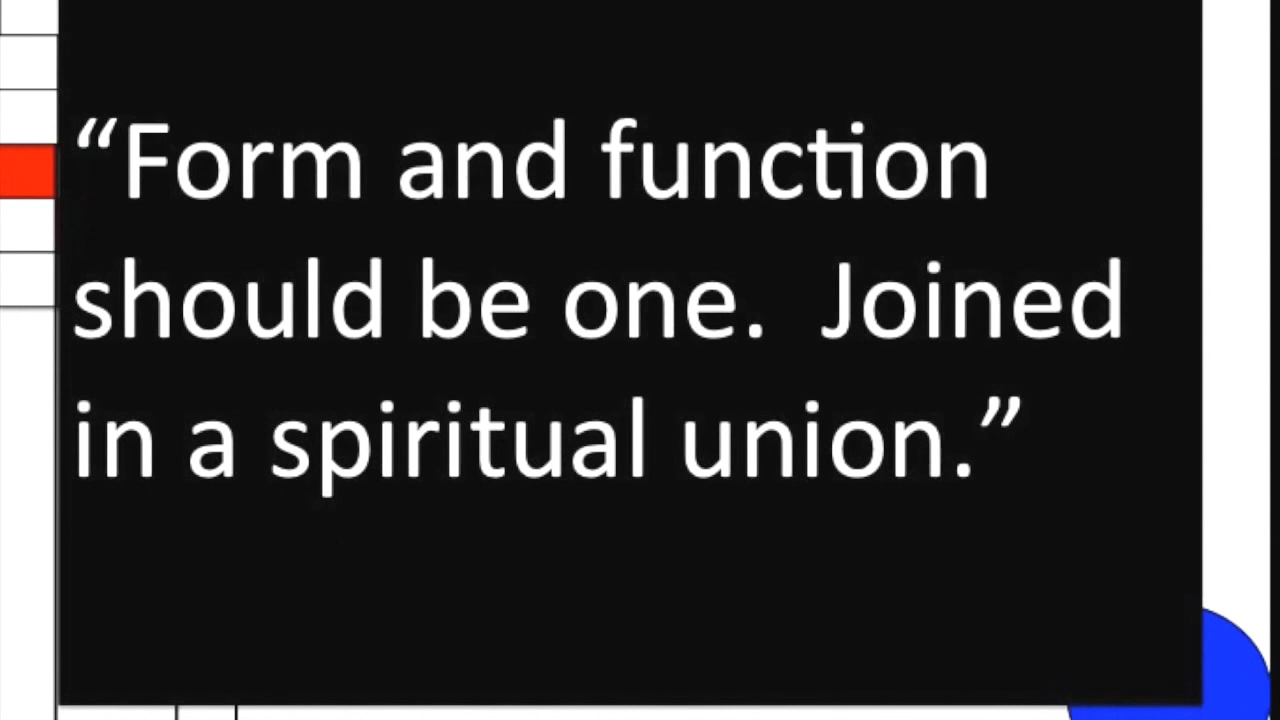 “Form and function
should be one.  Joined
in a spiritual union.”